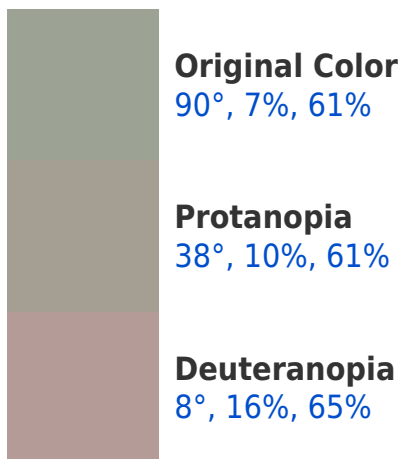 Original Color
90°, 7%, 61%
Protanopia
38°, 10%, 61%
Deuteranopia
8°, 16%, 65%